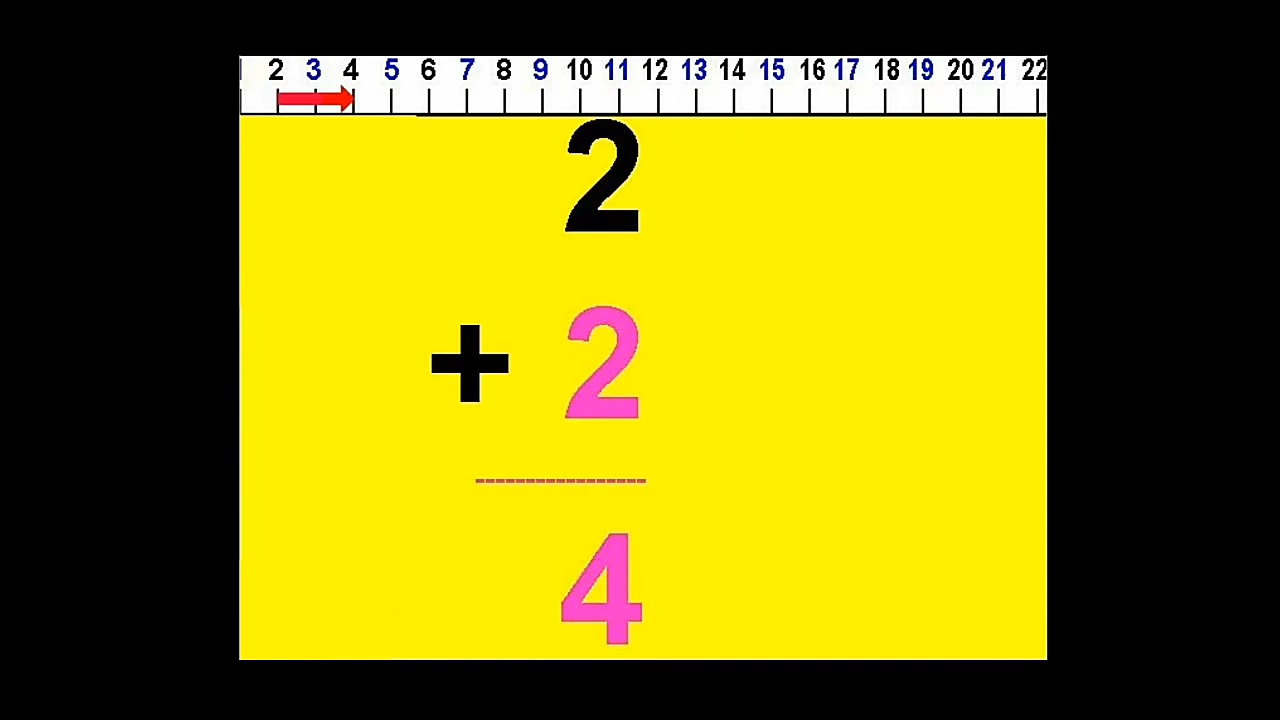 2 3 4 5 6 7 8 9 10 11 12 13 14 15 16 17 18 19 20 21 22
2
+ 2
-----------------
4